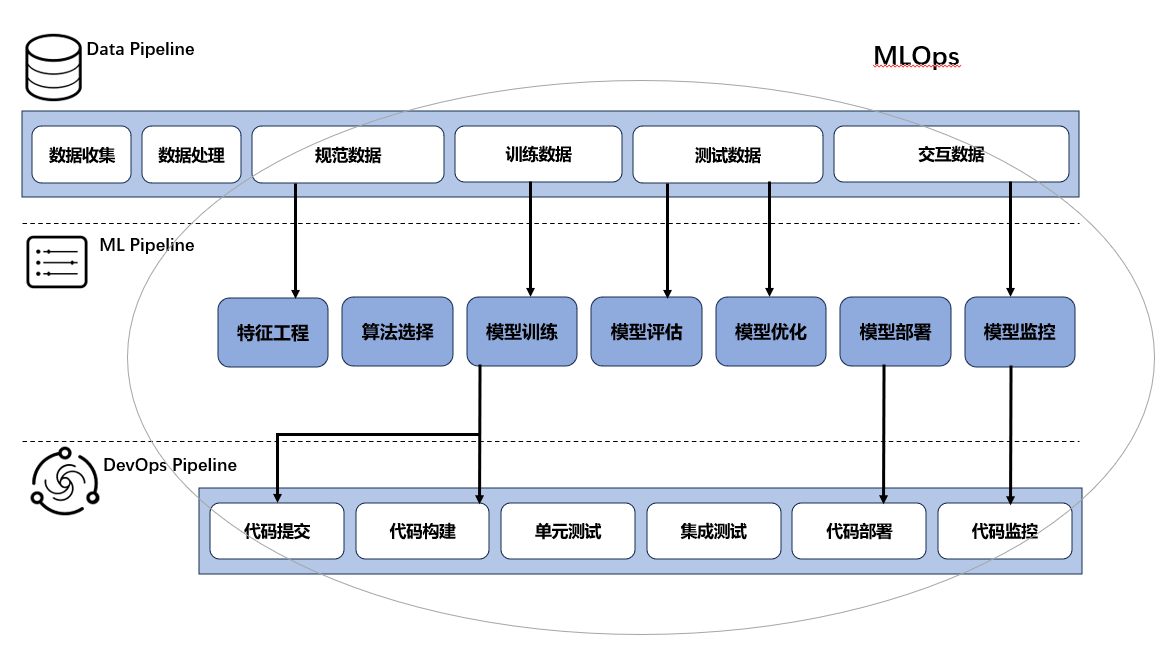 Data Pipeline
MLOps
数据收集
数据处理
规范数据
训练数据
测试数据
交互数据
ML Pipeline
特征工程
算法选择
模型训练
模型评估
模型优化
模型部署
模型监控
DevOps Pipeline
代码提交
代码构建
单元测试
集成测试
代码部署
代码监控